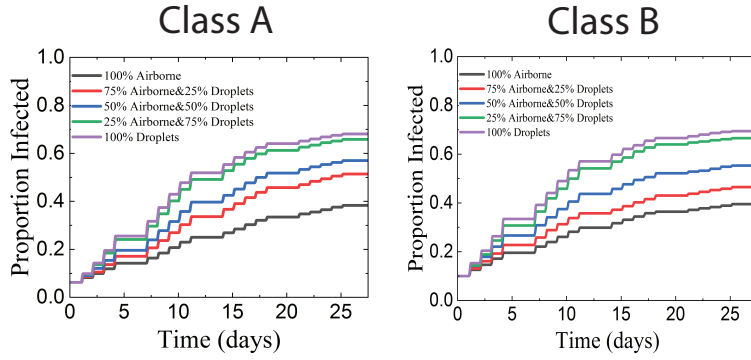 Class A
Class B
Proportion Infected
1.0
0.8
0.6
0.4
0.2
0.0
100% Airborne
75% Airborne&25% Droplets
50% Airborne&50% Droplets
25% Airborne&75% Droplets
100% Droplets
0 5 10 15 20 25
Time (days)
Proportion Infected
1.0
0.8
0.6
0.4
0.2
0.0
100% Airborne
75% Airborne&25% Droplets
50% Airborne&50% Droplets
25% Airborne&75% Droplets
100% Droplets
0 5 10 15 20 25
Time (days)